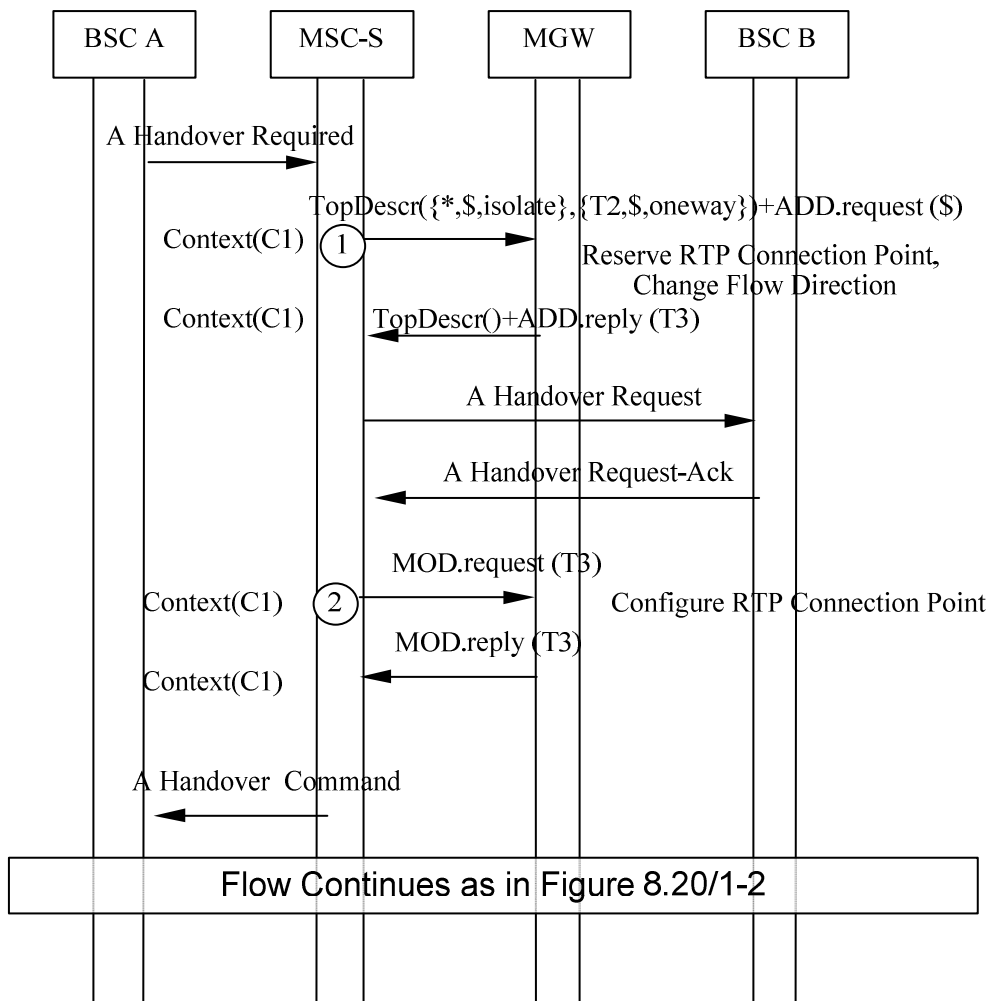 BSC A
MSC-S
MGW
BSC B
A Handover Required
TopDescr({*,$,isolate},{T2,$,oneway})+ADD.request ($)
Context(C1)
1
Reserve RTP Connection Point,
Change Flow Direction
Context(C1)
TopDescr()+ADD.reply (T3)
A Handover Request
A Handover Request-Ack
MOD.request (T3)
Context(C1)
2
Configure RTP Connection Point
MOD.reply (T3)
Context(C1)
A Handover Command
Flow Continues as in Figure 8.20/1-2